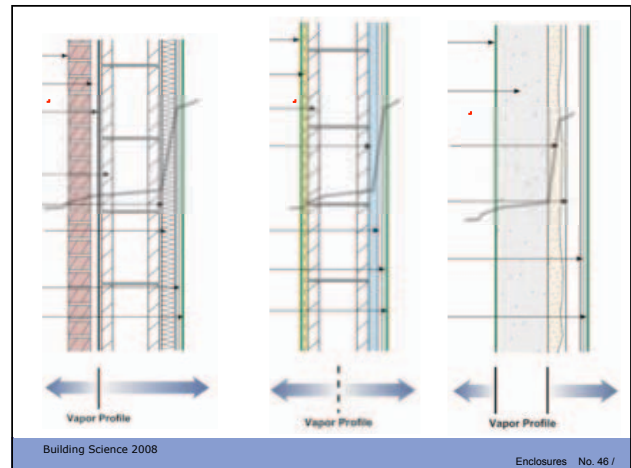 Vapor Profile
Vapor Profile
Vapor Profile
Building Science 2008
Enclosures No. 46 /